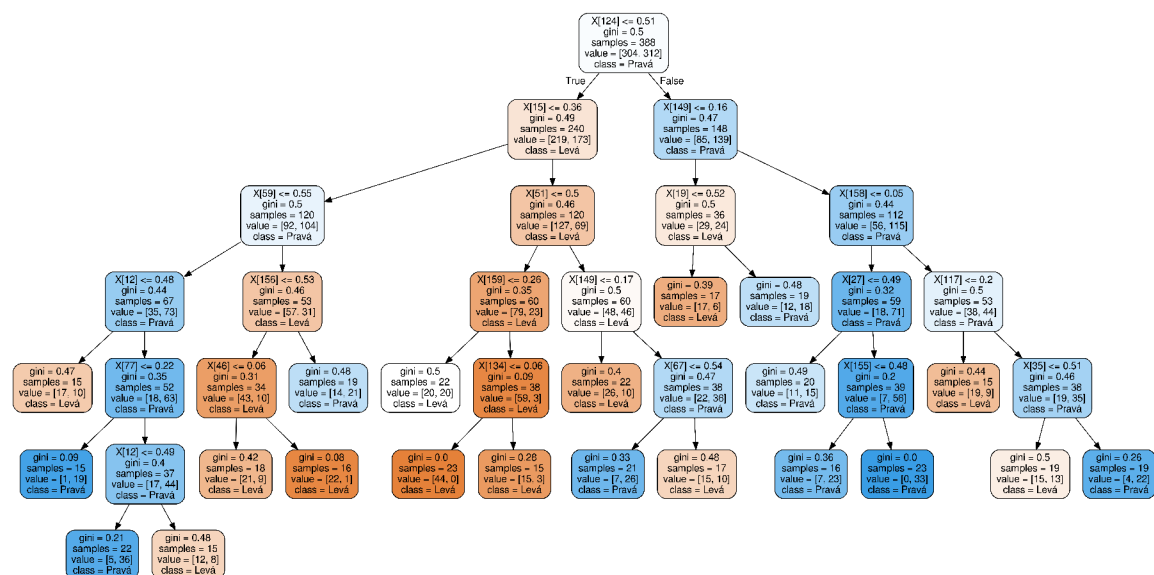 X[124] <= 0.51
gini = 0.5
samples = 388
value = [304, 312]
class = Pravá
True
False
X[15] <= 0.36
gini = 0.49
samples = 240
value = [219, 173]
class = Levá
X[149] <= 0.16
gini = 0.47
samples = 148
value = [85, 139]
class = Pravá
X[59] <= 0.55
gini = 0.5
samples = 120
value = [92, 104]
class = Pravá
X[51] <= 0.5
gini = 0.46
samples = 120
value = [127, 69]
class = Levá
X[19] <= 0.52
gini = 0.5
samples = 36
value = [29, 24]
class = Levá
X[158] <= 0.05
gini = 0.44
samples = 112
value = [56, 115]
class = Pravá
X[12] <= 0.48
gini = 0.44
samples = 67
value = [35, 73]
class = Pravá
X[156] <= 0.53
gini = 0.46
samples = 53
value = [57, 31]
class = Levá
X[159] <= 0.26
gini = 0.35
samples = 60
value = [79, 23]
class = Levá
X[149] <= 0.17
gini = 0.5
samples = 60
value = [48, 46]
class = Levá
gini = 0.39
samples = 17
value = [17, 6]
class = Levá
gini = 0.48
samples = 19
value = [12, 18]
class = Pravá
X[27] <= 0.49
gini = 0.32
samples = 59
value = [18, 71]
class = Pravá
X[117] <= 0.2
gini = 0.5
samples = 53
value = [38, 44]
class = Pravá
gini = 0.47
samples = 15
value = [17, 10]
class = Levá
X[77] <= 0.22
gini = 0.35
samples = 52
value = [18, 63]
class = Pravá
X[46] <= 0.06
gini = 0.31
samples = 34
value = [43, 10]
class = Levá
gini = 0.48
samples = 19
value = [14, 21]
class = Pravá
gini = 0.5
samples = 22
value = [20, 20]
class = Levá
X[134] <= 0.06
gini = 0.09
samples = 38
value = [59, 3]
class = Levá
gini = 0.4
samples = 22
value = [26, 10]
class = Levá
X[67] <= 0.54
gini = 0.47
samples = 38
value = [22, 36]
class = Pravá
gini = 0.49
samples = 20
value = [11, 15]
class = Pravá
X[155] <= 0.48
gini = 0.2
samples = 39
value = [7, 56]
class = Pravá
gini = 0.44
samples = 15
value = [19, 9]
class = Levá
X[35] <= 0.51
gini = 0.46
samples = 38
value = [19, 35]
class = Pravá
gini = 0.09
samples = 15
value = [1, 19]
class = Pravá
X[12] <= 0.49
gini = 0.4
samples = 37
value = [17, 44]
class = Pravá
gini = 0.42
samples = 18
value = [21, 9]
class = Levá
gini = 0.08
samples = 16
value = [22, 1]
class = Levá
gini = 0.0
samples = 23
value = [44, 0]
class = Levá
gini = 0.28
samples = 15
value = [15, 3]
class = Levá
gini = 0.33
samples = 21
value = [7, 26]
class = Pravá
gini = 0.48
samples = 17
value = [15, 10]
class = Levá
gini = 0.36
samples = 16
value = [7, 23]
class = Pravá
gini = 0.0
samples = 23
value = [0, 33]
class = Pravá
gini = 0.5
samples = 19
value = [15, 13]
class = Levá
gini = 0.26
samples = 19
value = [4, 22]
class = Pravá
gini = 0.21
samples = 22
value = [5, 36]
class = Pravá
gini = 0.48
samples = 15
value = [12, 8]
class = Levá